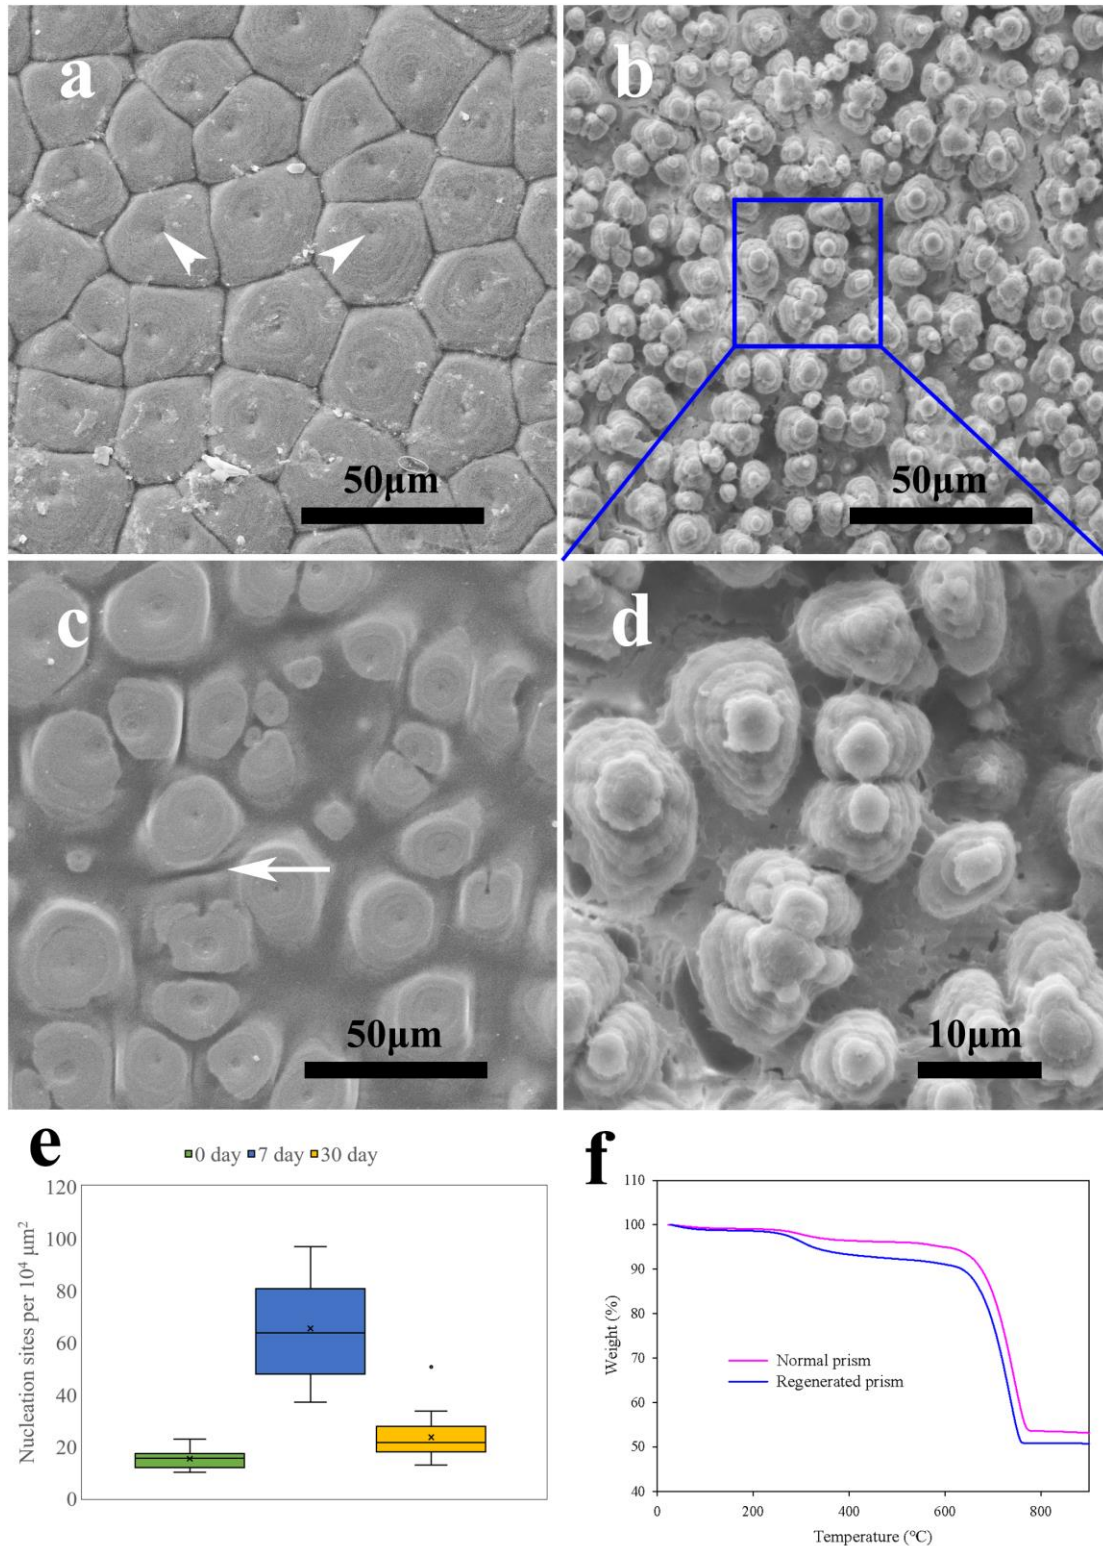 a
b
50μm
50μm
c
d
50μm
10μm
e
0 day 7 day 30 day
Nucleation sites per 10⁴ μm²
120
100
80
60
40
20
0
f
Weight (%)
110
100
90
80
70
60
50
40
Normal prism
Regenerated prism
0 200 400 600 800
Temperature (°C)